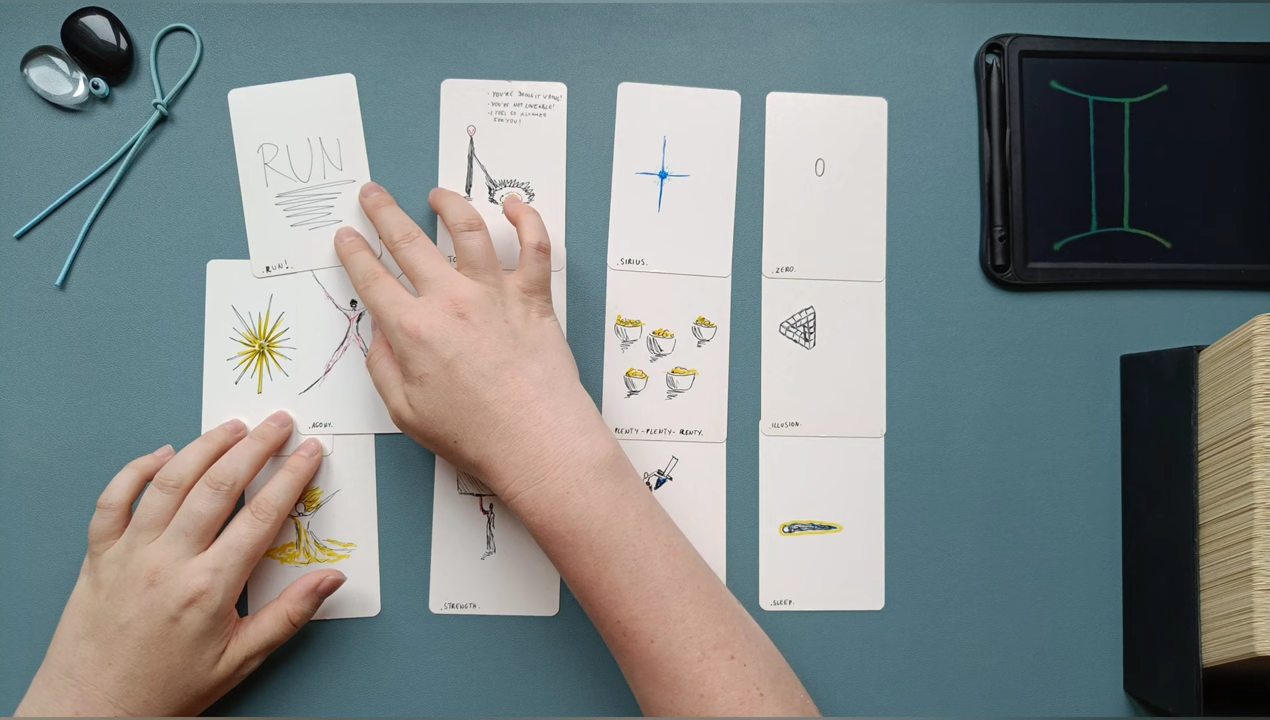 RUN
.RUN!.
- YOU'RE DOING IT WRONG!
- YOU'RE NOT LOVEABLE!
- I FEEL SO ASHAMED
FOR YOU!
.SIRIUS.
0
.ZERO.
.AGONY.
PLENTY-PLENTY-PLENTY.
.ILLUSION.
.STRENGTH.
.SLEEP.